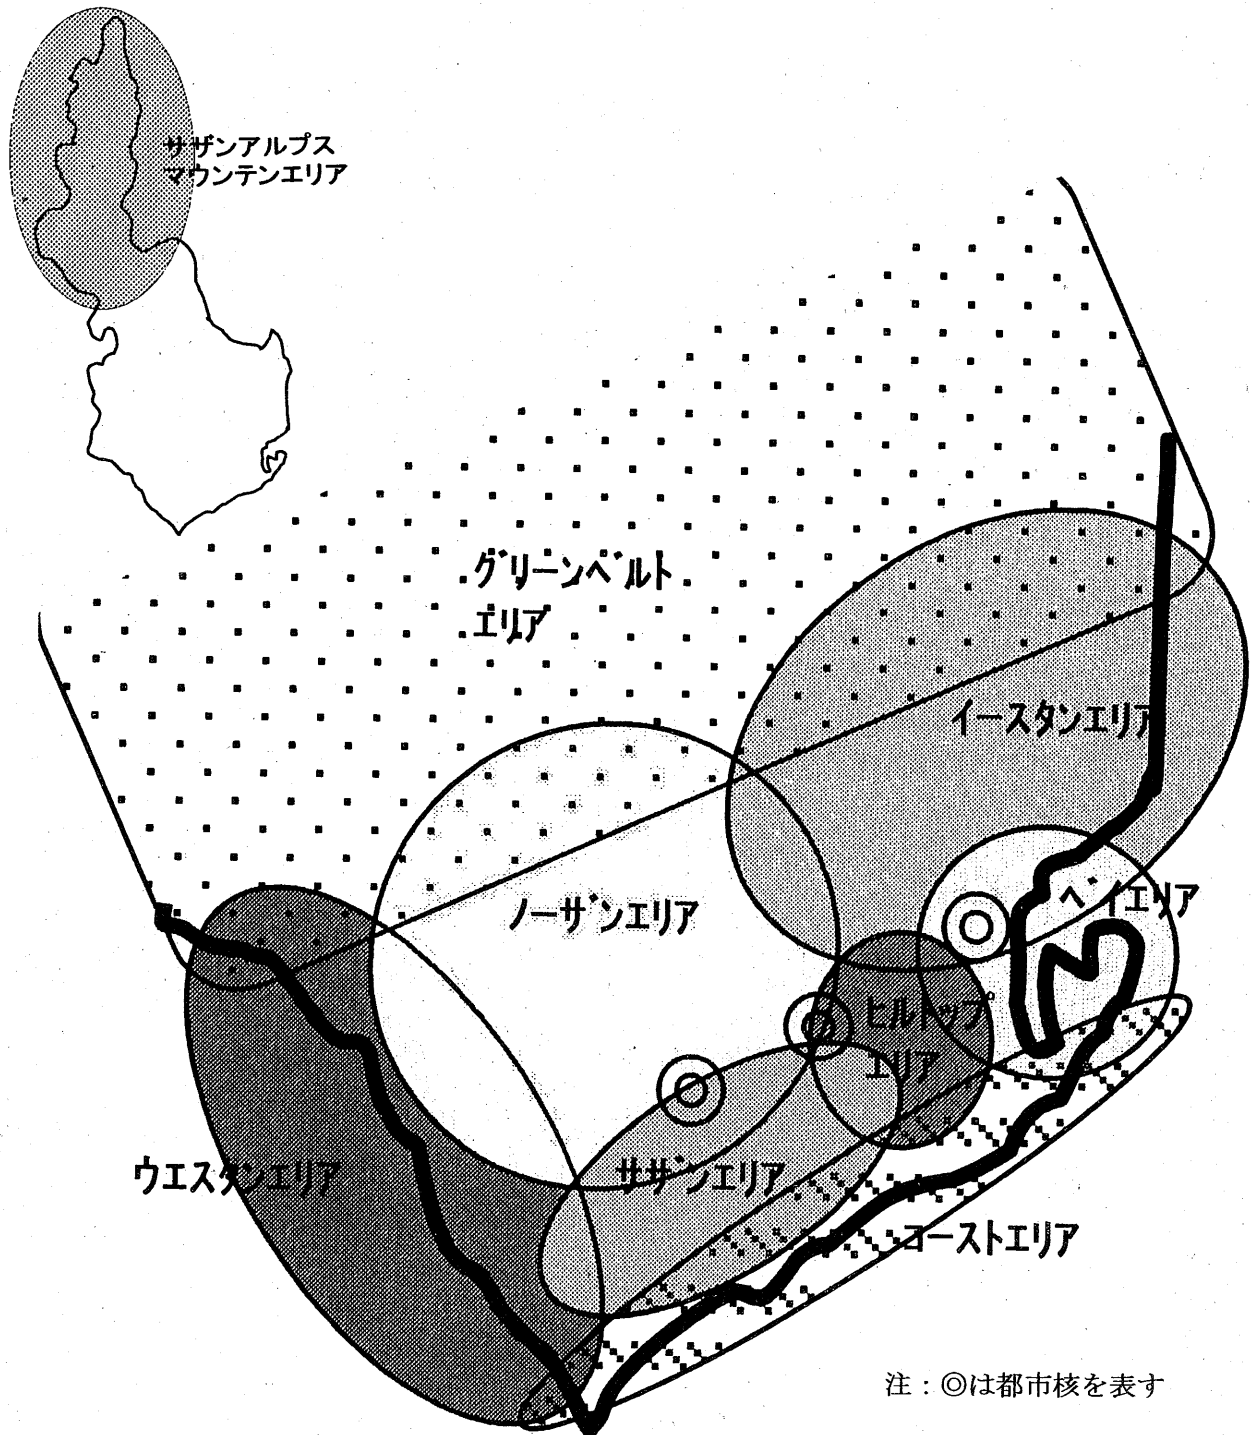 サザンアルプス
マウンテンエリア
グリーンベルト
エリア
イースタンエリア
ベイエリア
ノーザンエリア
ヒルトップ
エリア
ウエスタンエリア
サザンエリア
コーストエリア
注：◎は都市核を表す